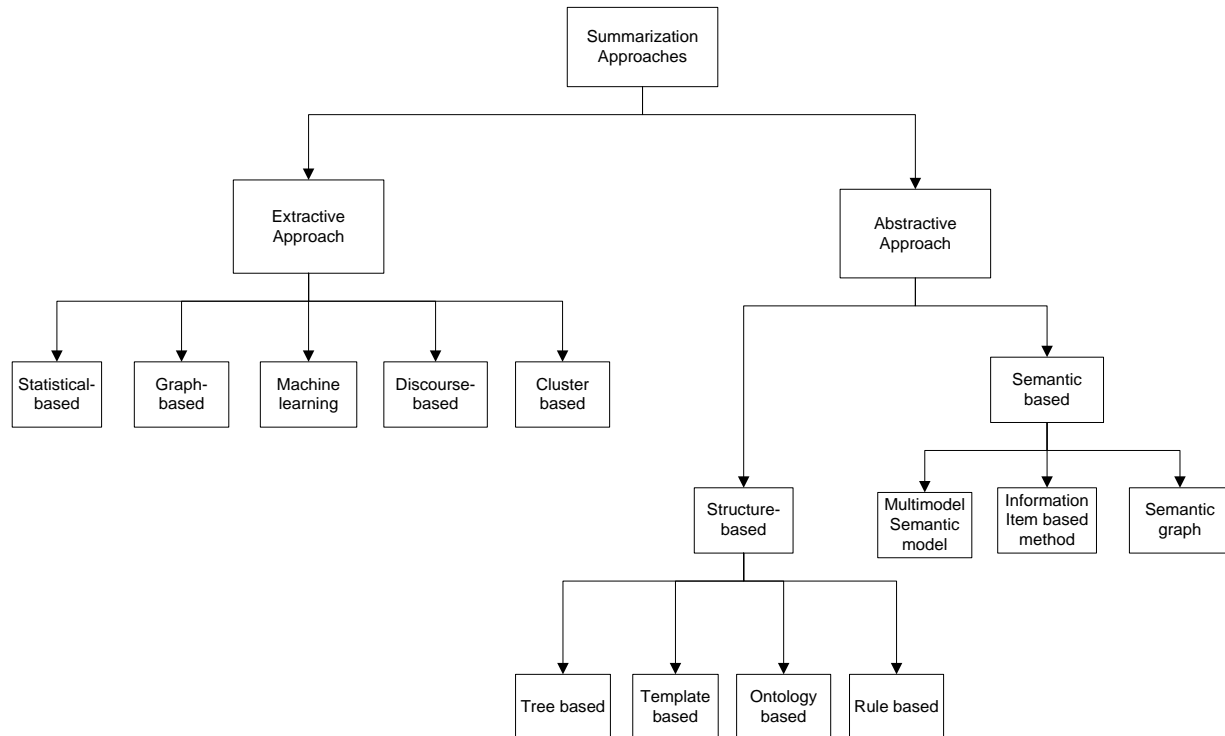 Summarization
Approaches
Extractive
Approach
Abstractive
Approach
Statistical-
based
Graph-
based
Machine
learning
Discourse-
based
Cluster
based
Semantic
based
Structure-
based
Multimodel
Semantic
model
Information
Item based
method
Semantic
graph
Tree based
Template
based
Ontology
based
Rule based